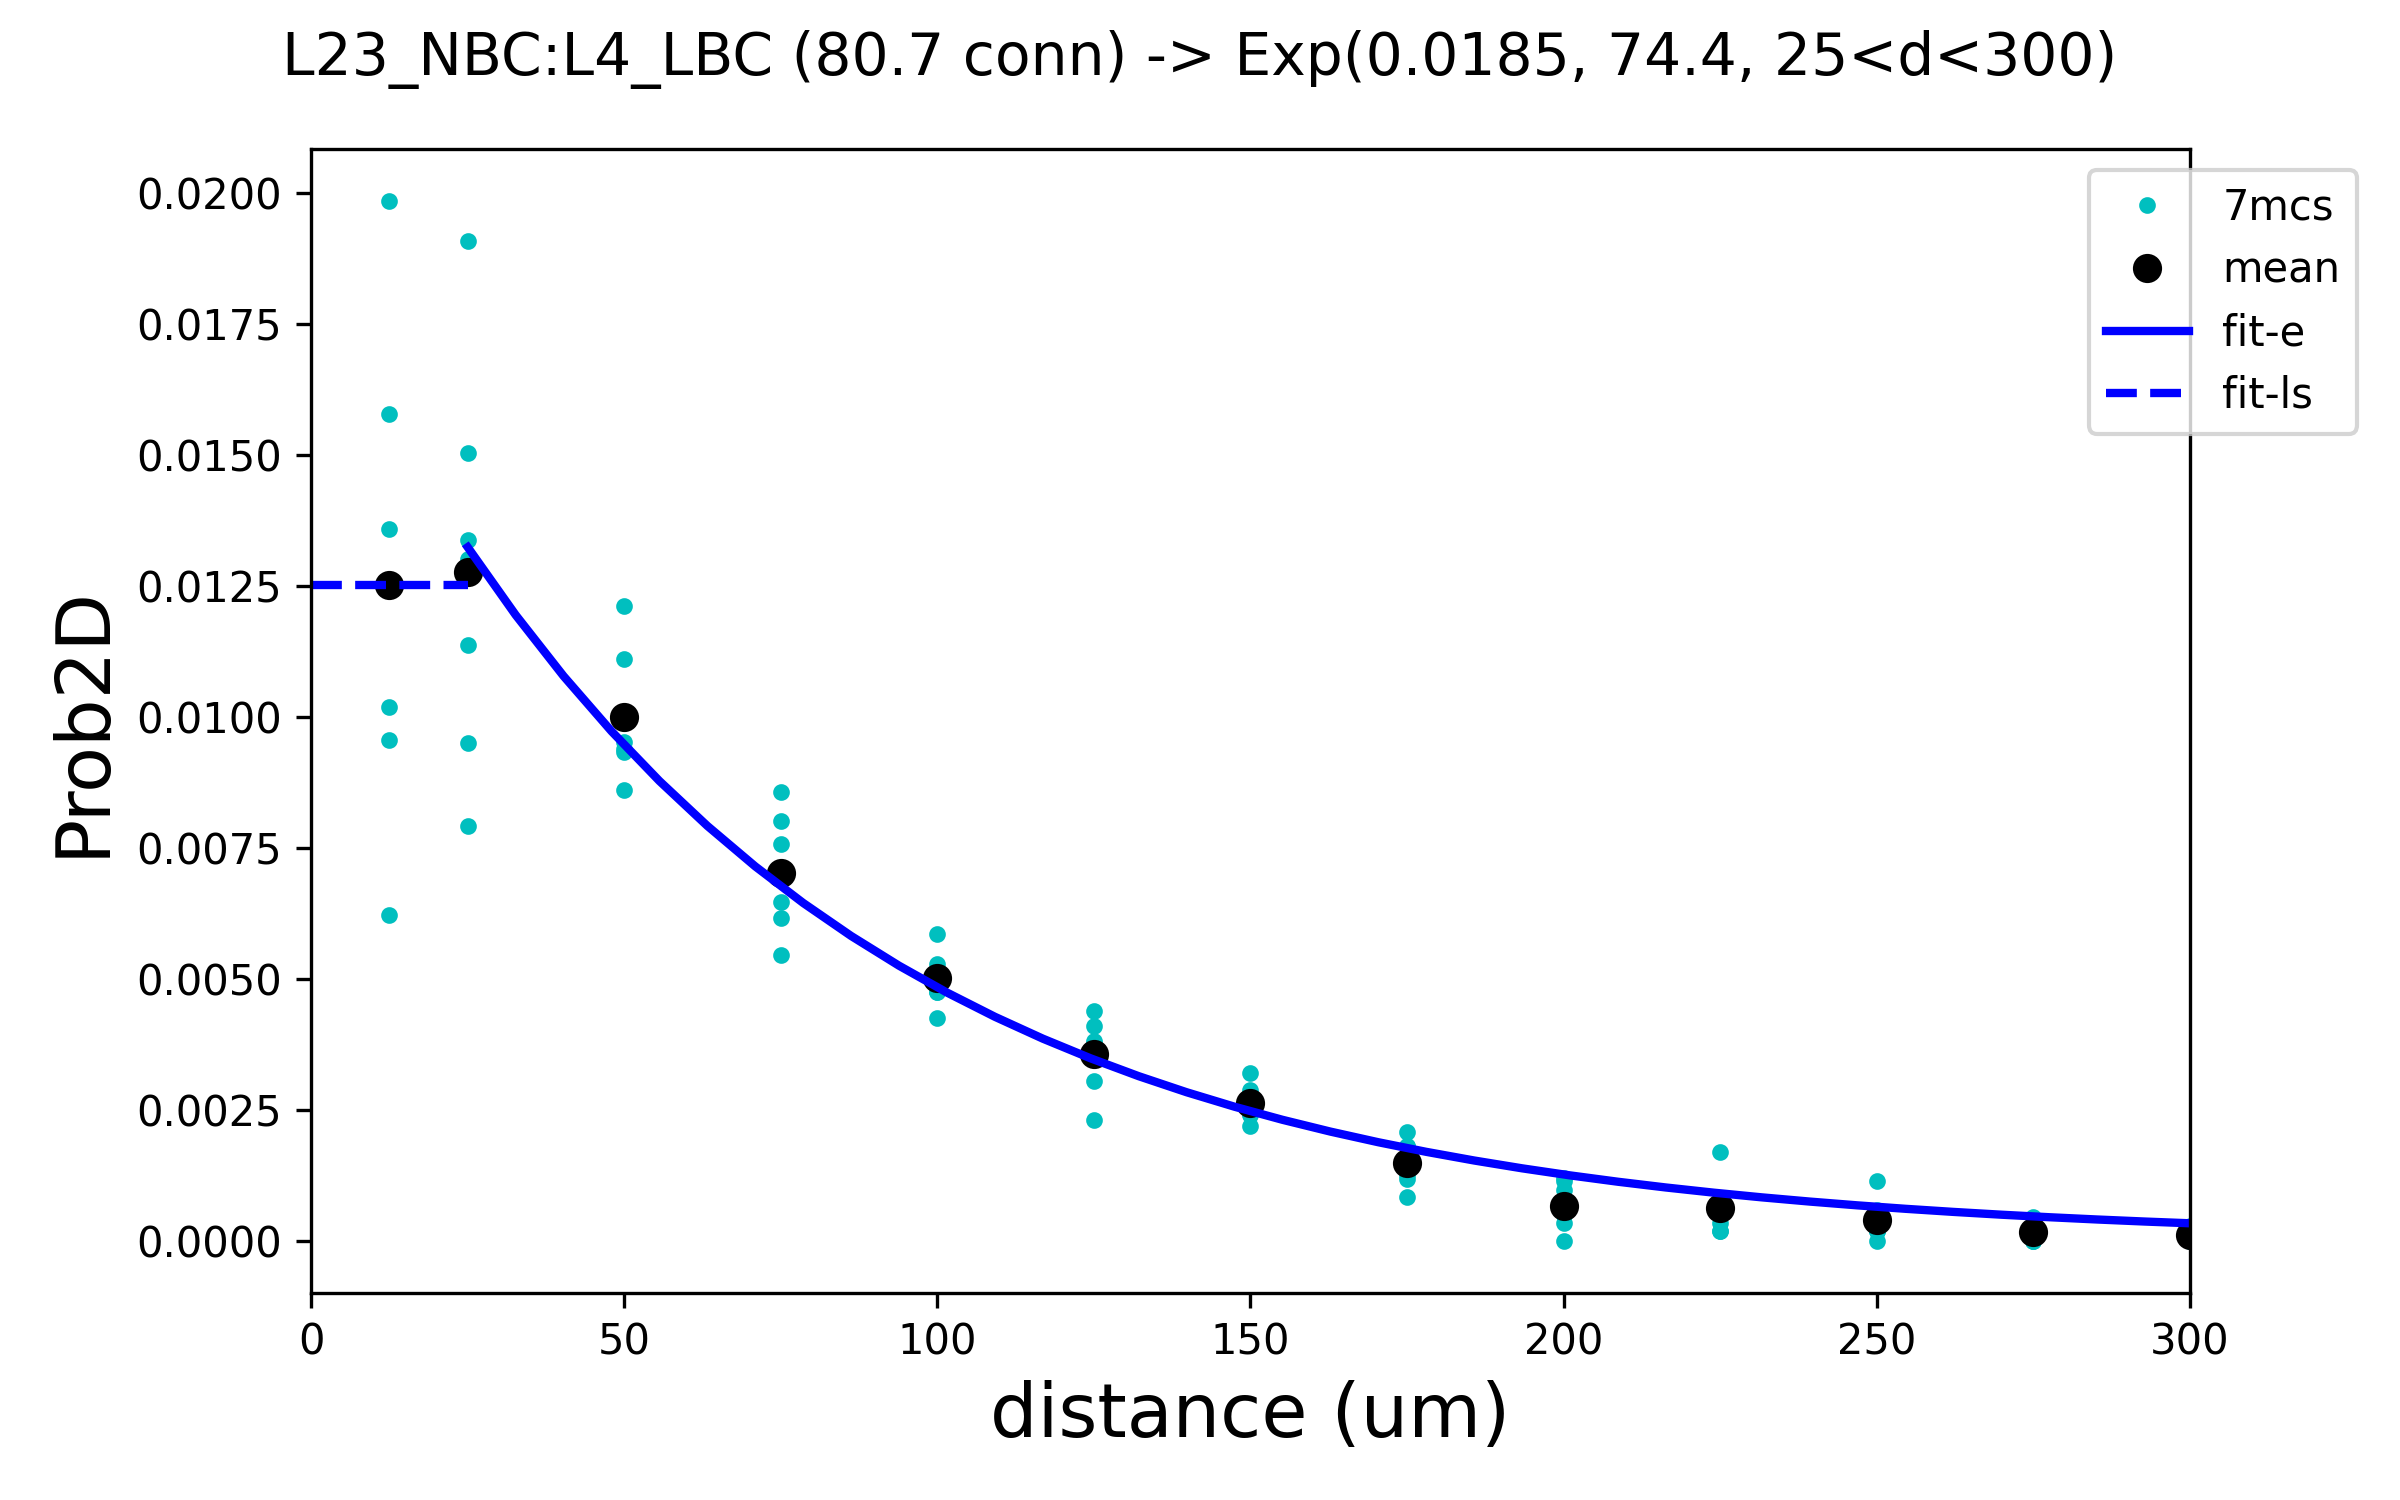 L23_NBC:L4_LBC (80.7 conn) -> Exp(0.0185, 74.4, 25<d<300)
0.0200
0.0175
0.0150
0.0125
0.0100
0.0075
0.0050
0.0025
0.0000
Prob2D
7mcs
mean
fit-e
fit-ls
0 50 100 150 200 250 300
distance (um)